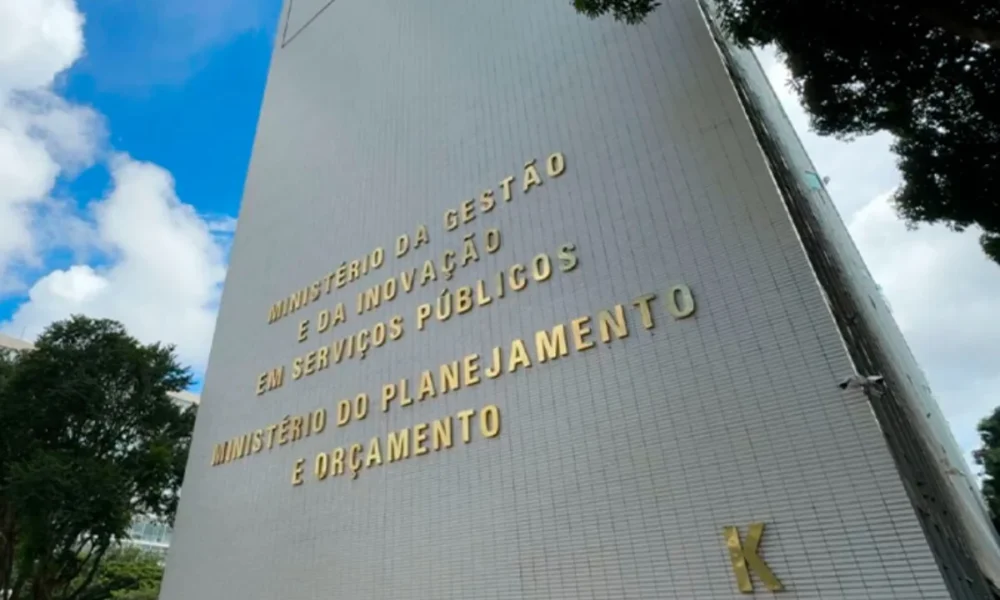 MINISTÉRIO DA GESTÃO
E DA INOVAÇÃO
EM SERVIÇOS PÚBLICOS
MINISTÉRIO DO PLANEJAMENTO
E ORÇAMENTO
K